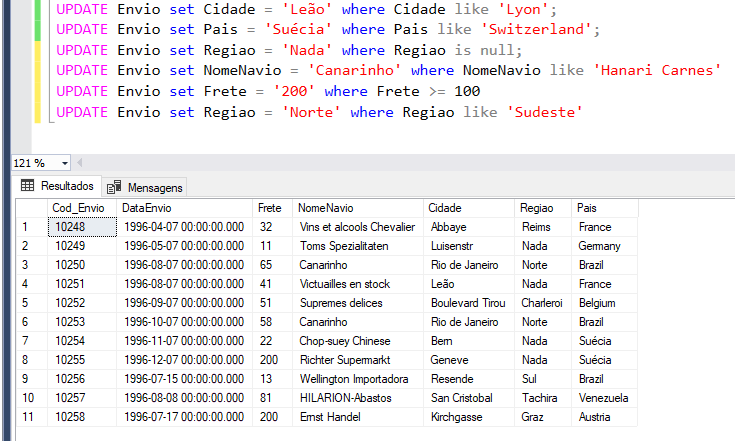 UPDATE Envio set Cidade = 'Leão' where Cidade like 'Lyon';
UPDATE Envio set Pais = 'Suécia' where Pais like 'Switzerland';
UPDATE Envio set Regiao = 'Nada' where Regiao is null;
UPDATE Envio set NomeNavio = 'Canarinho' where NomeNavio like 'Hanari Carnes'
UPDATE Envio set Frete = '200' where Frete >= 100
UPDATE Envio set Regiao = 'Norte' where Regiao like 'Sudeste'
121 %
Resultados Mensagens
Cod_Envio DataEnvio Frete NomeNavio Cidade Regiao Pais
1 10248 1996-04-07 00:00:00.000 32 Vins et alcools Chevalier Abbaye Reims France
2 10249 1996-05-07 00:00:00.000 11 Toms Spezialitaten Luisenstr Nada Germany
3 10250 1996-08-07 00:00:00.000 65 Canarinho Rio de Janeiro Norte Brazil
4 10251 1996-08-07 00:00:00.000 41 Victuailles en stock Leão Nada France
5 10252 1996-09-07 00:00:00.000 51 Supremes delices Boulevard Tirou Charleroi Belgium
6 10253 1996-10-07 00:00:00.000 58 Canarinho Rio de Janeiro Norte Brazil
7 10254 1996-11-07 00:00:00.000 22 Chop-suey Chinese Bern Nada Suécia
8 10255 1996-12-07 00:00:00.000 200 Richter Supermarkt Geneve Nada Suécia
9 10256 1996-07-15 00:00:00.000 13 Wellington Importadora Resende Sul Brazil
10 10257 1996-08-08 00:00:00.000 81 HILARION-Abastos San Cristobal Tachira Venezuela
11 10258 1996-07-17 00:00:00.000 200 Ernst Handel Kirchgasse Graz Austria